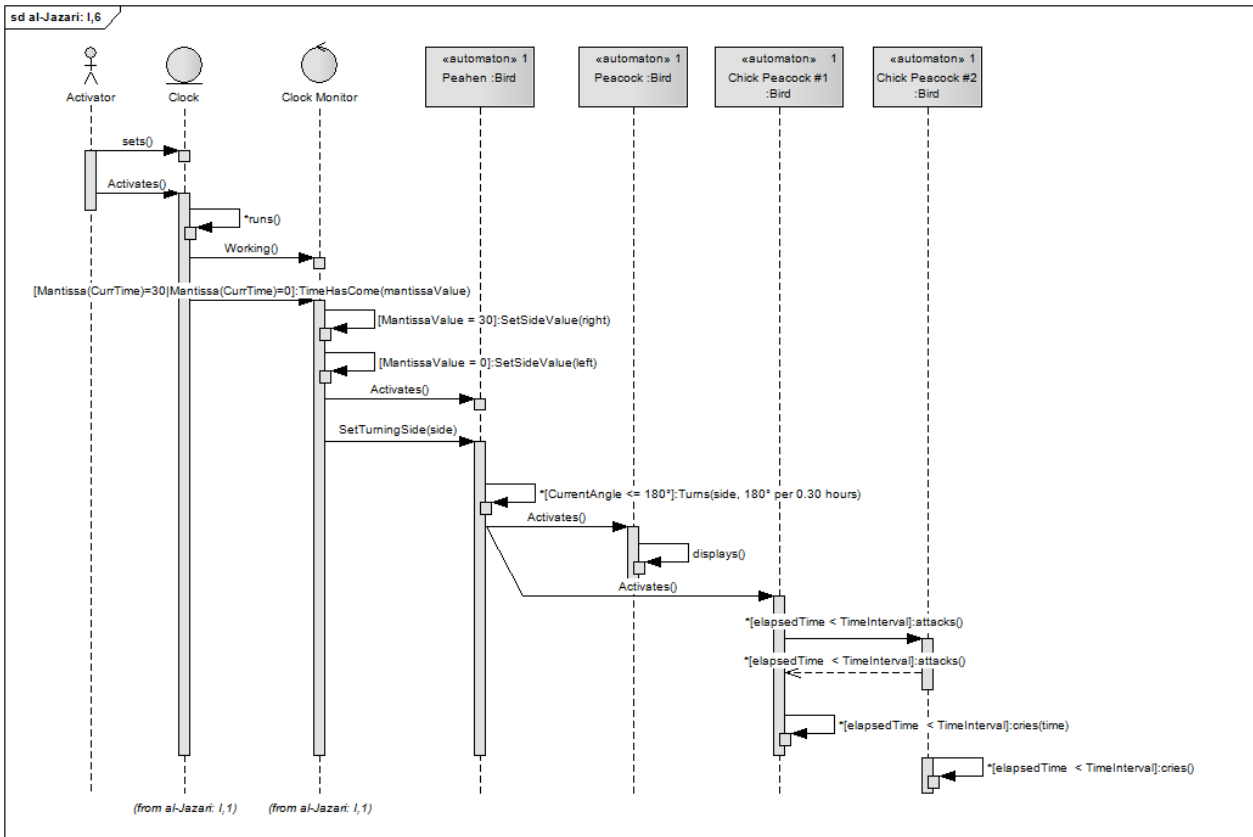 sd al-Jazari: I,6
Activator
Clock
Clock Monitor
«automaton» 1
Peahen :Bird
«automaton» 1
Peacock :Bird
«automaton» 1
Chick Peacock #1
:Bird
«automaton» 1
Chick Peacock #2
:Bird
sets()
Activates()
*runs()
Working()
[Mantissa(CurrTime)=30|Mantissa(CurrTime)=0]:TimeHasCome(mantissaValue)
[MantissaValue = 30]:SetSideValue(right)
[MantissaValue = 0]:SetSideValue(left)
Activates()
SetTurningSide(side)
*[CurrentAngle <= 180°]:Turns(side, 180° per 0.30 hours)
Activates()
displays()
Activates()
*[elapsedTime < TimeInterval]:attacks()
*[elapsedTime < TimeInterval]:attacks()
*[elapsedTime < TimeInterval]:cries(time)
*[elapsedTime < TimeInterval]:cries()
(from al-Jazari: I,1)
(from al-Jazari: I,1)